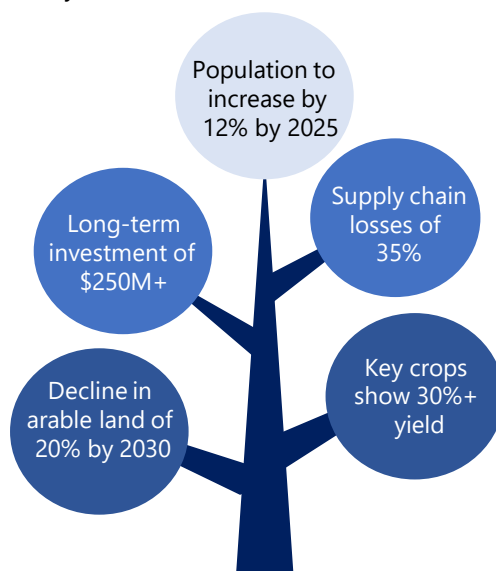 Population to
increase by
12% by 2025
Supply chain
losses of
35%
Long-term
investment of
$250M+
Key crops
show 30%+
yield
Decline in
arable land of
20% by 2030